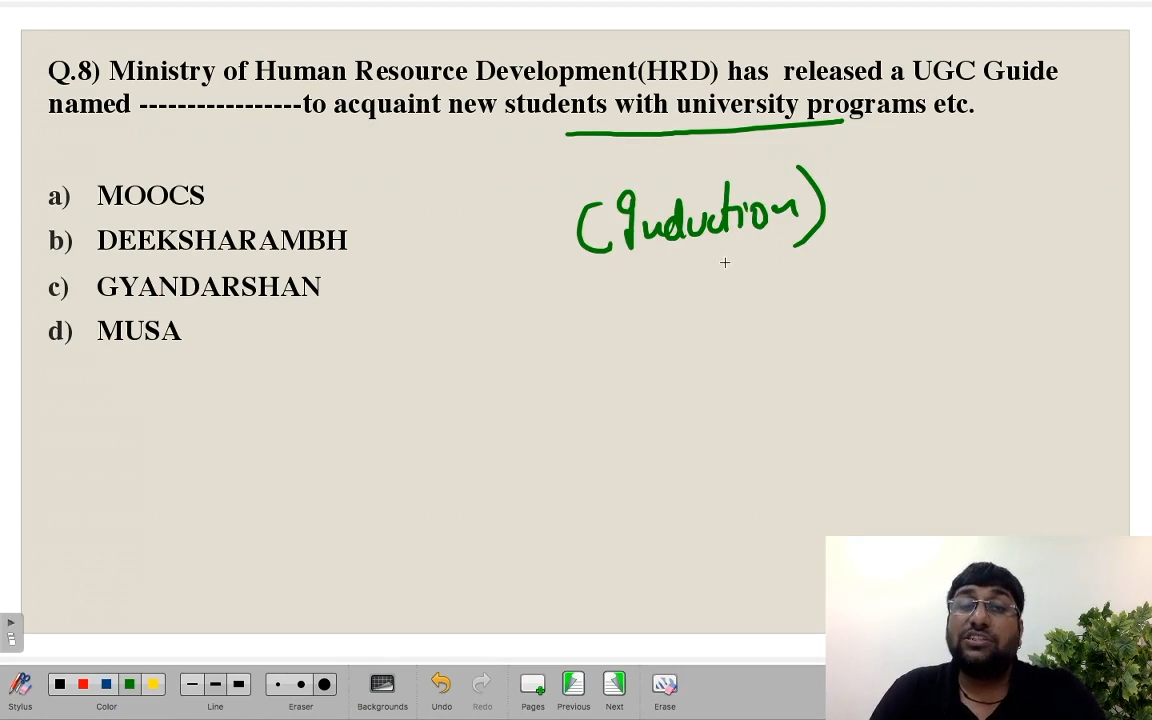 Q.8) Ministry of Human Resource Development(HRD) has released a UGC Guide
named -----------------to acquaint new students with university programs etc.
(Induction)
a) MOOCS
b) DEEKSHARAMBH
c) GYANDARSHAN
d) MUSA
Stylus Color Line Eraser Backgrounds Undo Redo Pages Previous Next Erase